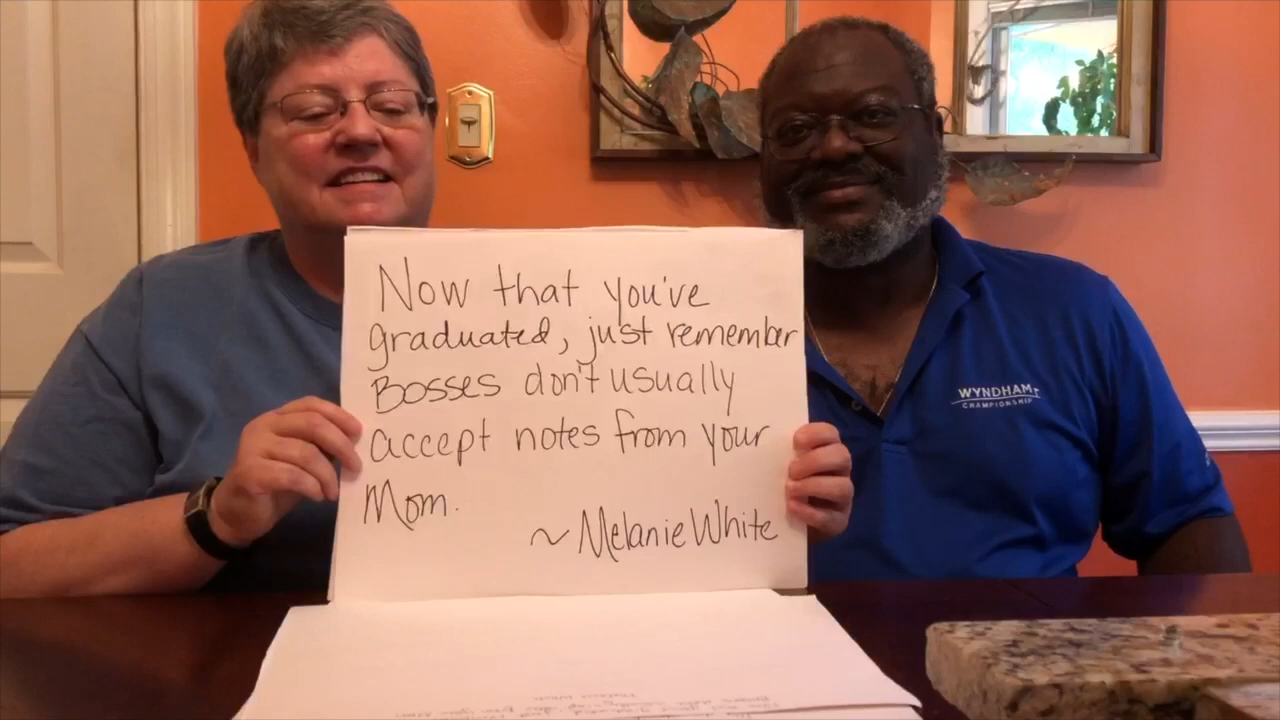 Now that you've
graduated, just remember
Bosses don't usually
accept notes from your
Mom.
~ Melanie White
WYNDHAM
CHAMPIONSHIP